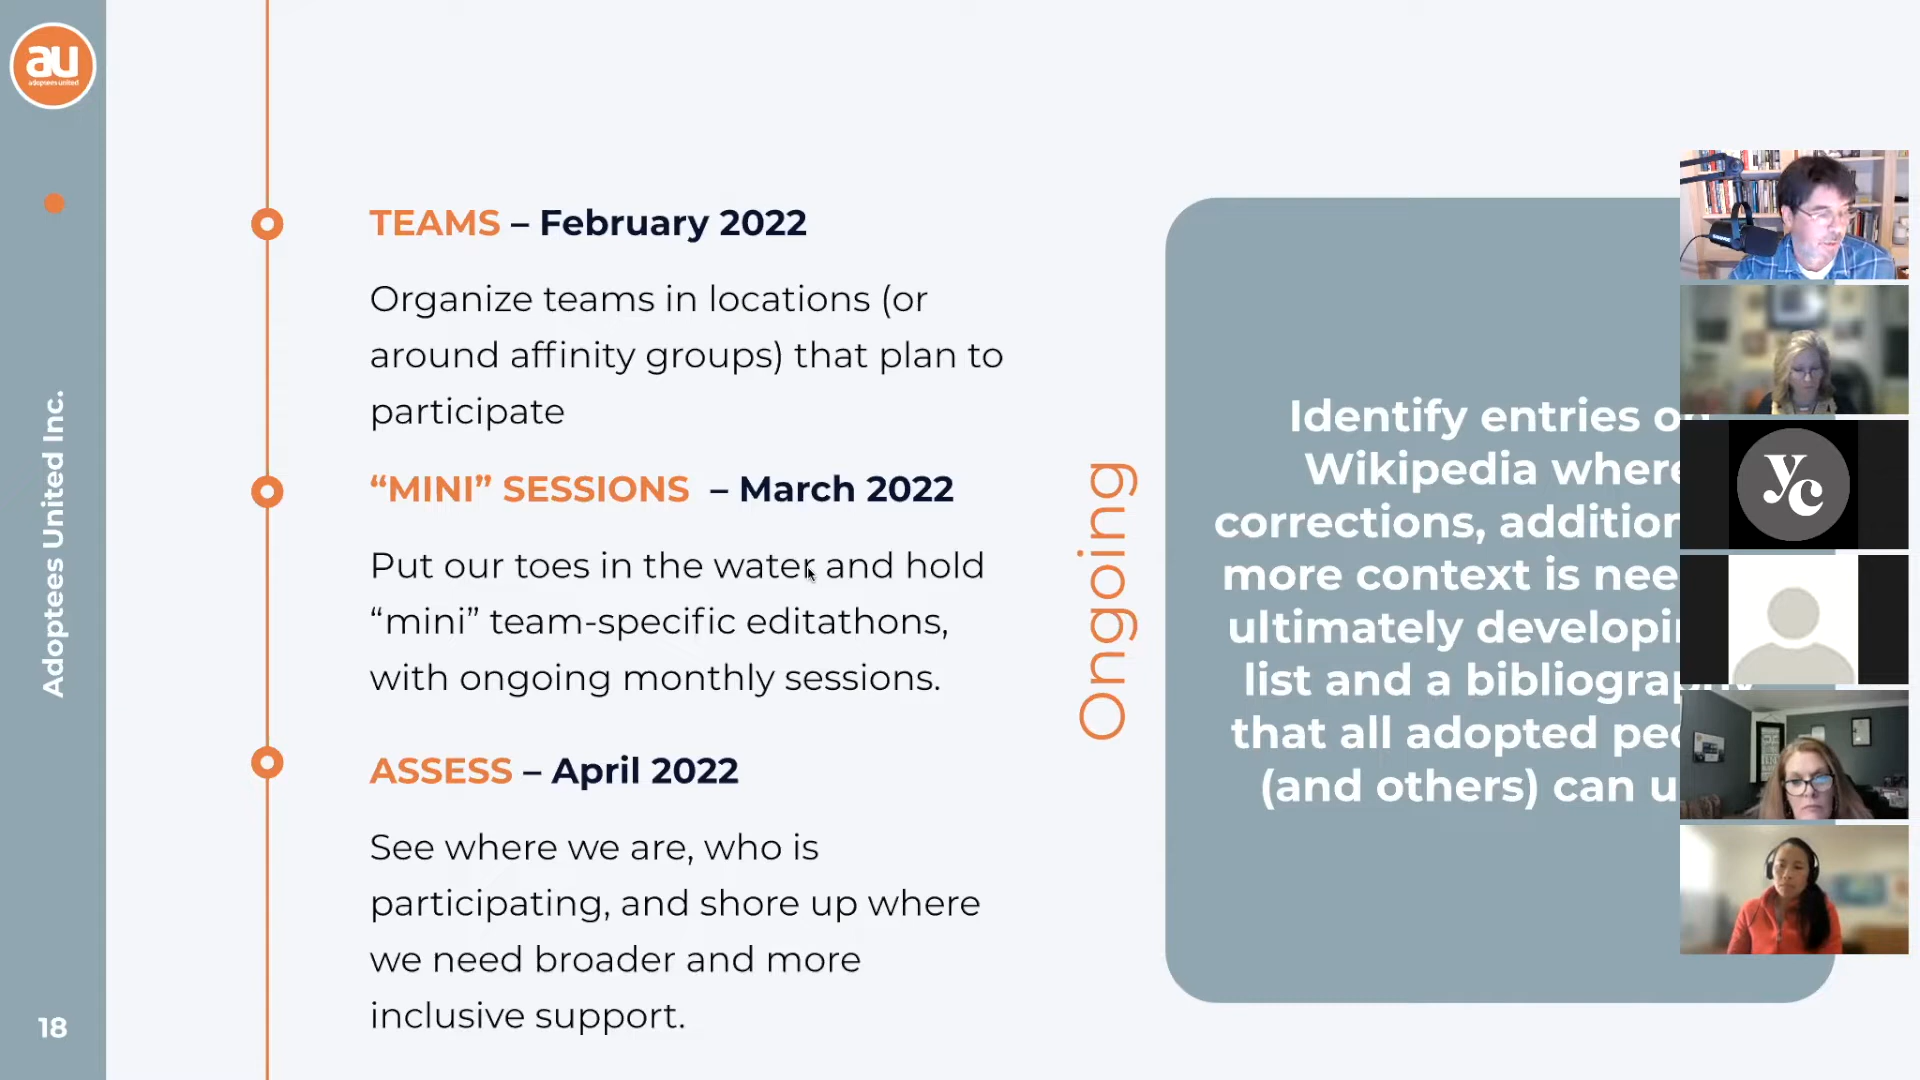 au
adoptees united
Adoptees United Inc.
18
TEAMS – February 2022
Organize teams in locations (or
around affinity groups) that plan to
participate
“MINI” SESSIONS – March 2022
Put our toes in the water and hold
“mini” team-specific editathons,
with ongoing monthly sessions.
ASSESS – April 2022
See where we are, who is
participating, and shore up where
we need broader and more
inclusive support.
Ongoing
Identify entries
Wikipedia where
corrections,
more context is
ultimately
list and a
that all adopted
(and others) can
yc